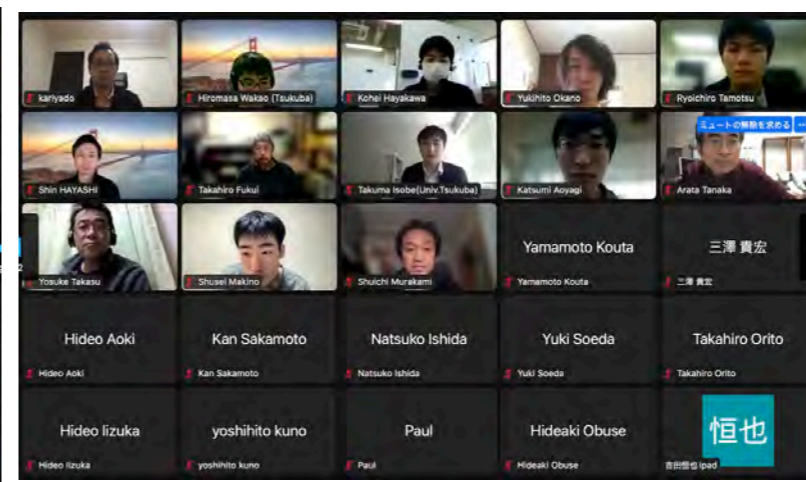 kariyado
Hiromasa Wakao (Tsukuba)
Kohei Hayakawa
Yukihito Okano
Ryoichiro Tamotsu
ミュートの解除を求める
Shin HAYASHI
Takahiro Fukui
Takuma Isobe(Univ.Tsukuba)
Katsumi Aoyagi
Arata Tanaka
Yosuke Takasu
Shusei Makino
Shuichi Murakami
Yamamoto Kouta
Yamamoto Kouta
三澤 貴宏
三澤 貴宏
Hideo Aoki
Hideo Aoki
Kan Sakamoto
Kan Sakamoto
Natsuko Ishida
Natsuko Ishida
Yuki Soeda
Yuki Soeda
Takahiro Orito
Takahiro Orito
Hideo Iizuka
Hideo Iizuka
yoshihito kuno
yoshihito kuno
Paul
Paul
Hideaki Obuse
Hideaki Obuse
恒也
吉田恒也 ipad